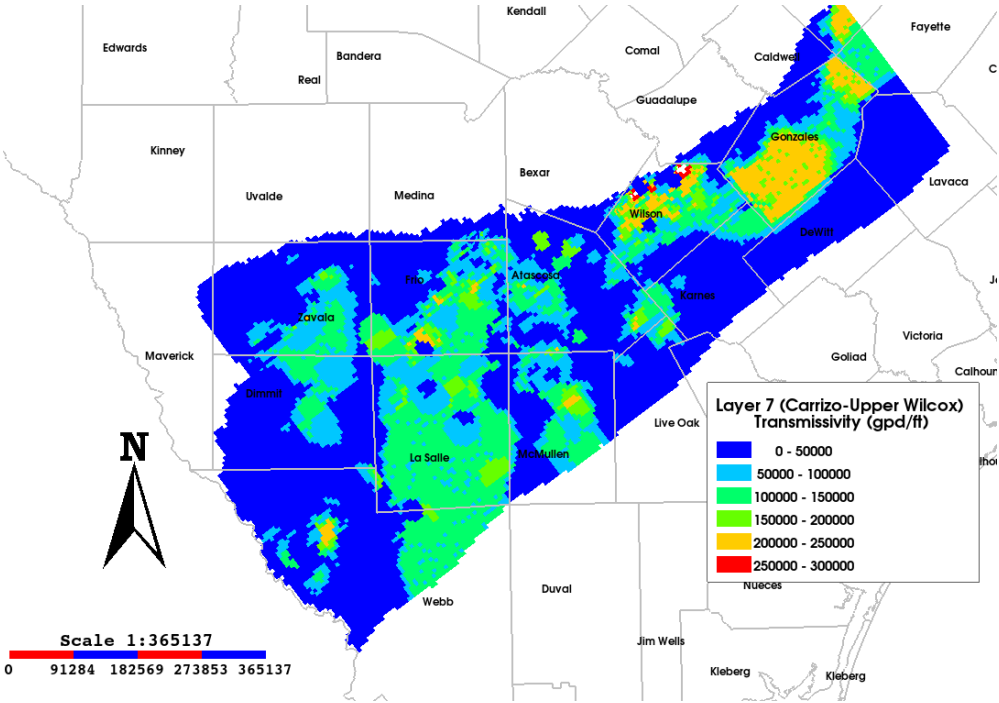 Kendall
Fayette
Edwards
Comal
Bandera
Caldwell
Real
C
Guadalupe
Gonzales
Kinney
Bexar
Lavaca
Uvalde
Medina
Wilson
DeWitt
Atascosa
Frio
Karnes
Zavala
Victoria
Maverick
Goliad
Calhoun
Dimmit
Layer 7 (Carrizo-Upper Wilcox)
Transmissivity (gpd/ft)
0 - 50000
50000 - 100000
100000 - 150000
150000 - 200000
200000 - 250000
250000 - 300000
Live Oak
N
La Salle
McMullen
Nueces
Duval
Webb
Scale 1:365137
0 91284 182569 273853 365137
Jim Wells
Kleberg
Kleberg